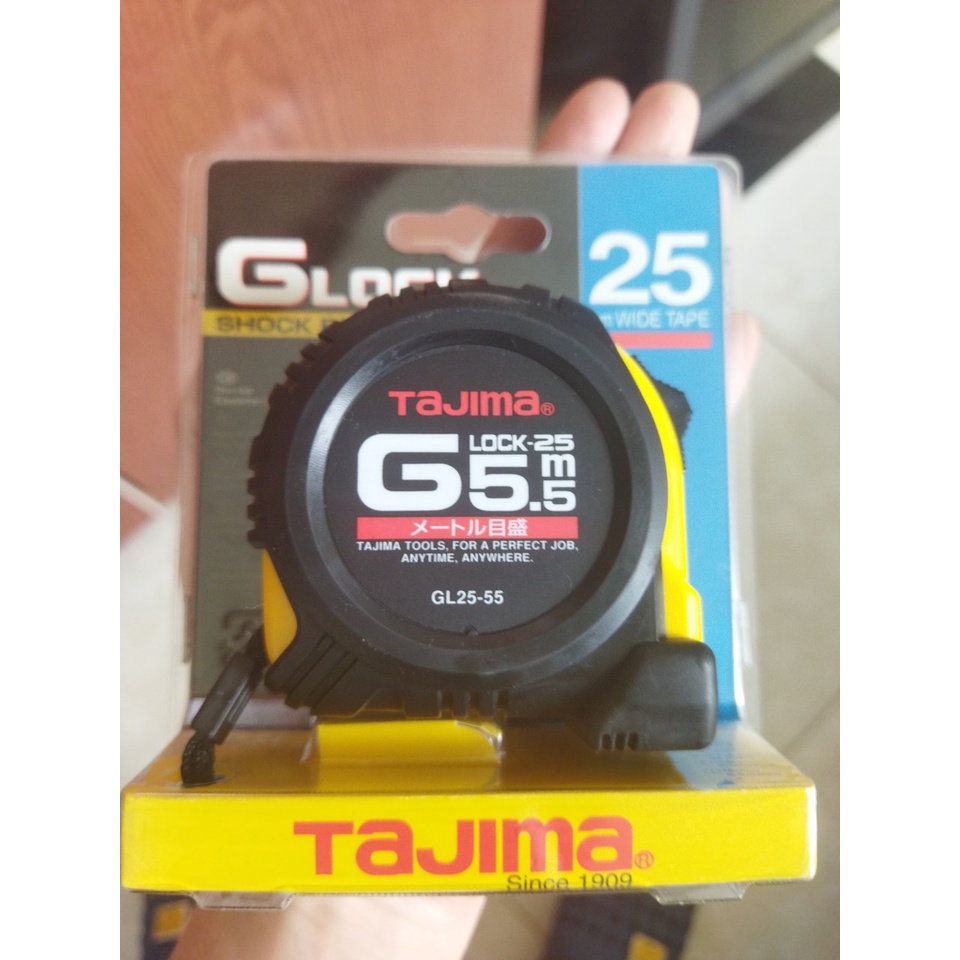 GLOCK
25
SHOCK
WIDE TAPE
TAJIMA®
G LOCK-25
5.5m
メートル目盛
TAJIMA TOOLS, FOR A PERFECT JOB,
ANYTIME, ANYWHERE.
GL25-55
TAJIMA®
Since 1909